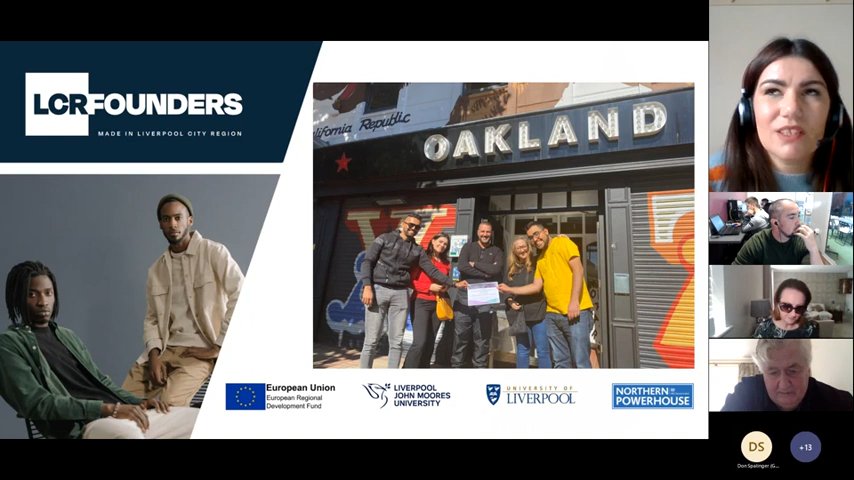 LCRFOUNDERS
MADE IN LIVERPOOL CITY REGION
California Republic
OAKLAND
European Union
European Regional
Development Fund
LIVERPOOL
JOHN MOORES
UNIVERSITY
UNIVERSITY OF
LIVERPOOL
NORTHERN
POWERHOUSE
DS
+13